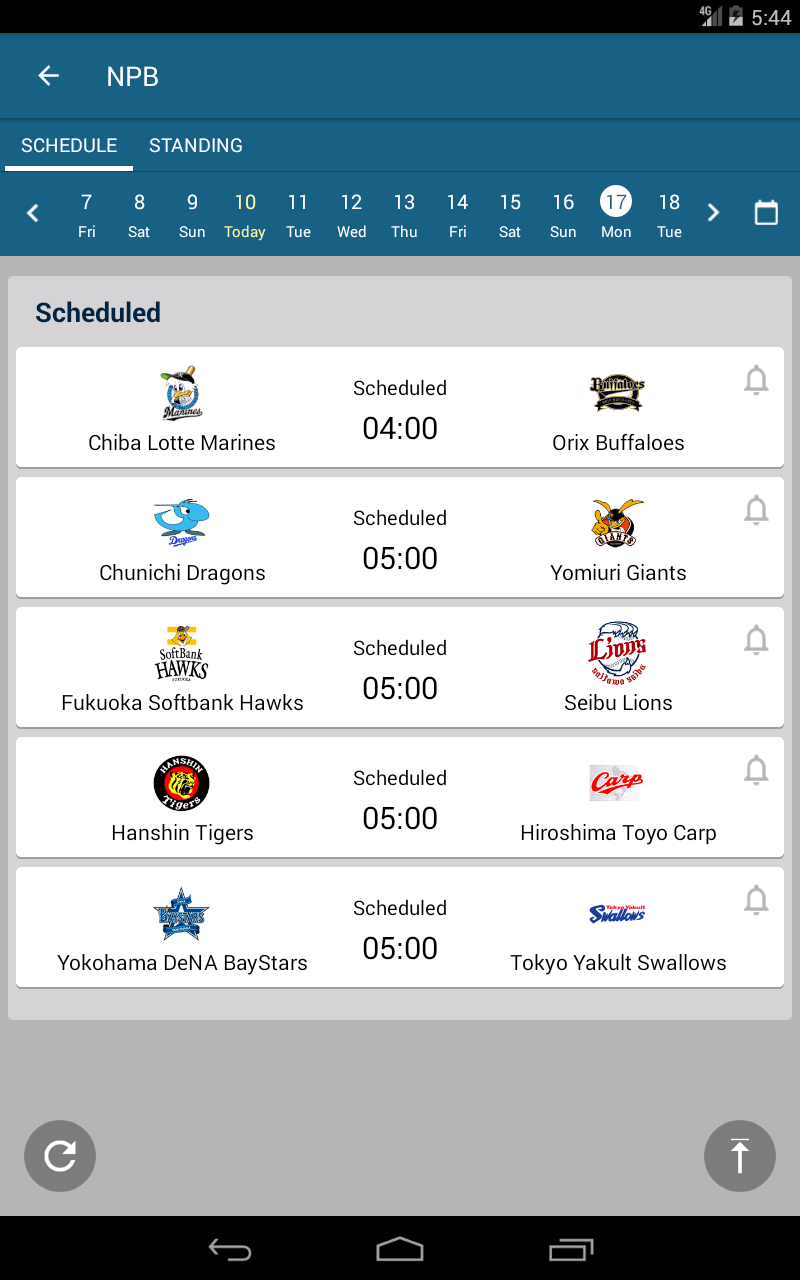 4G 5:44
NPB
SCHEDULE STANDING
7 8 9 10 11 12 13 14 15 16 17 18
Fri Sat Sun Today Tue Wed Thu Fri Sat Sun Mon Tue
Scheduled
Marines
Scheduled
Buffaloes
04:00
Chiba Lotte Marines
Orix Buffaloes
Dragons
Scheduled
GIANTS
05:00
Chunichi Dragons
Yomiuri Giants
SoftBank
HAWKS
Scheduled
Lions
05:00
Fukuoka Softbank Hawks
Seibu Lions
HANSHIN
Tigers
Scheduled
Carp
05:00
Hanshin Tigers
Hiroshima Toyo Carp
BAYSTARS
Scheduled
Tokyo Yakult
Swallows
05:00
Yokohama DeNA BayStars
Tokyo Yakult Swallows